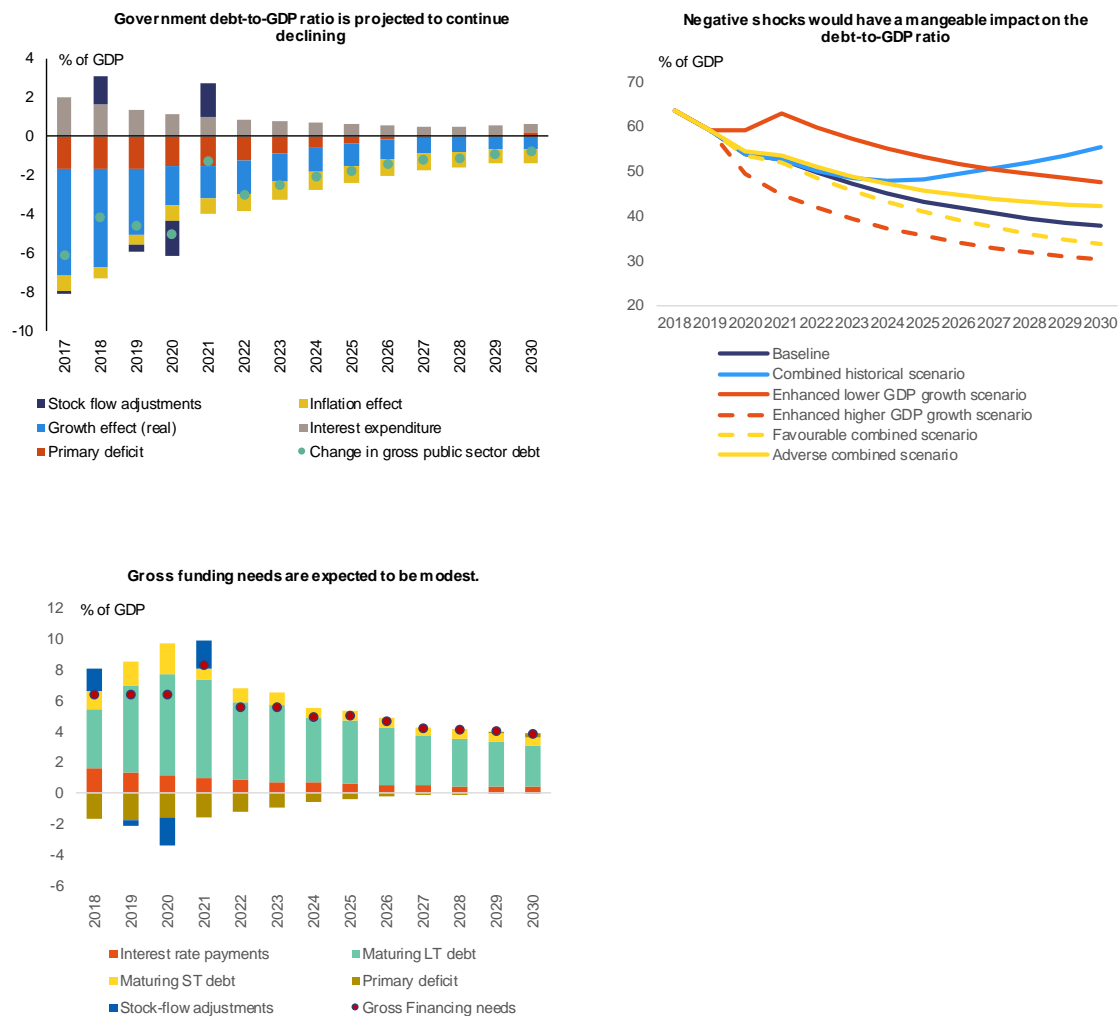 Government debt-to-GDP ratio is projected to continue
declining
% of GDP
4
2
0
-2
-4
-6
-8
-10
2017 2018 2019 2020 2021 2022 2023 2024 2025 2026 2027 2028 2029 2030
Stock flow adjustments Inflation effect
Growth effect (real) Interest expenditure
Primary deficit Change in gross public sector debt
Negative shocks would have a mangeable impact on the
debt-to-GDP ratio
% of GDP
70
60
50
40
30
20
2018 2019 2020 2021 2022 2023 2024 2025 2026 2027 2028 2029 2030
Baseline
Combined historical scenario
Enhanced lower GDP growth scenario
Enhanced higher GDP growth scenario
Favourable combined scenario
Adverse combined scenario
Gross funding needs are expected to be modest.
% of GDP
12
10
8
6
4
2
0
-2
-4
-6
2018 2019 2020 2021 2022 2023 2024 2025 2026 2027 2028 2029 2030
Interest rate payments Maturing LT debt
Maturing ST debt Primary deficit
Stock-flow adjustments Gross Financing needs